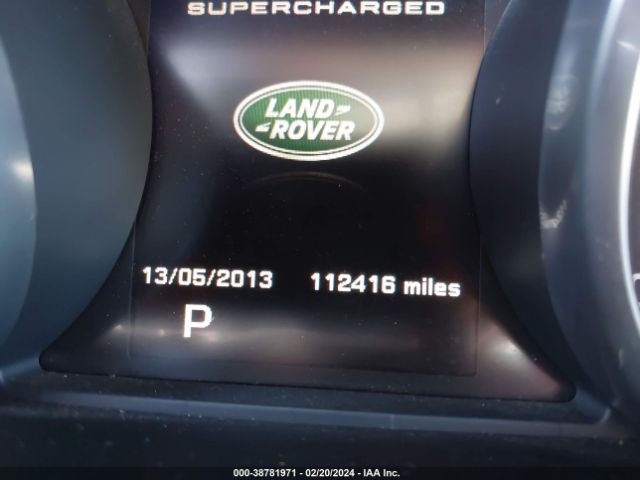 SUPERCHARGED
LAND
ROVER
13/05/2013 112416 miles
P
000-38781971 - 02/20/2024 - IAA Inc.